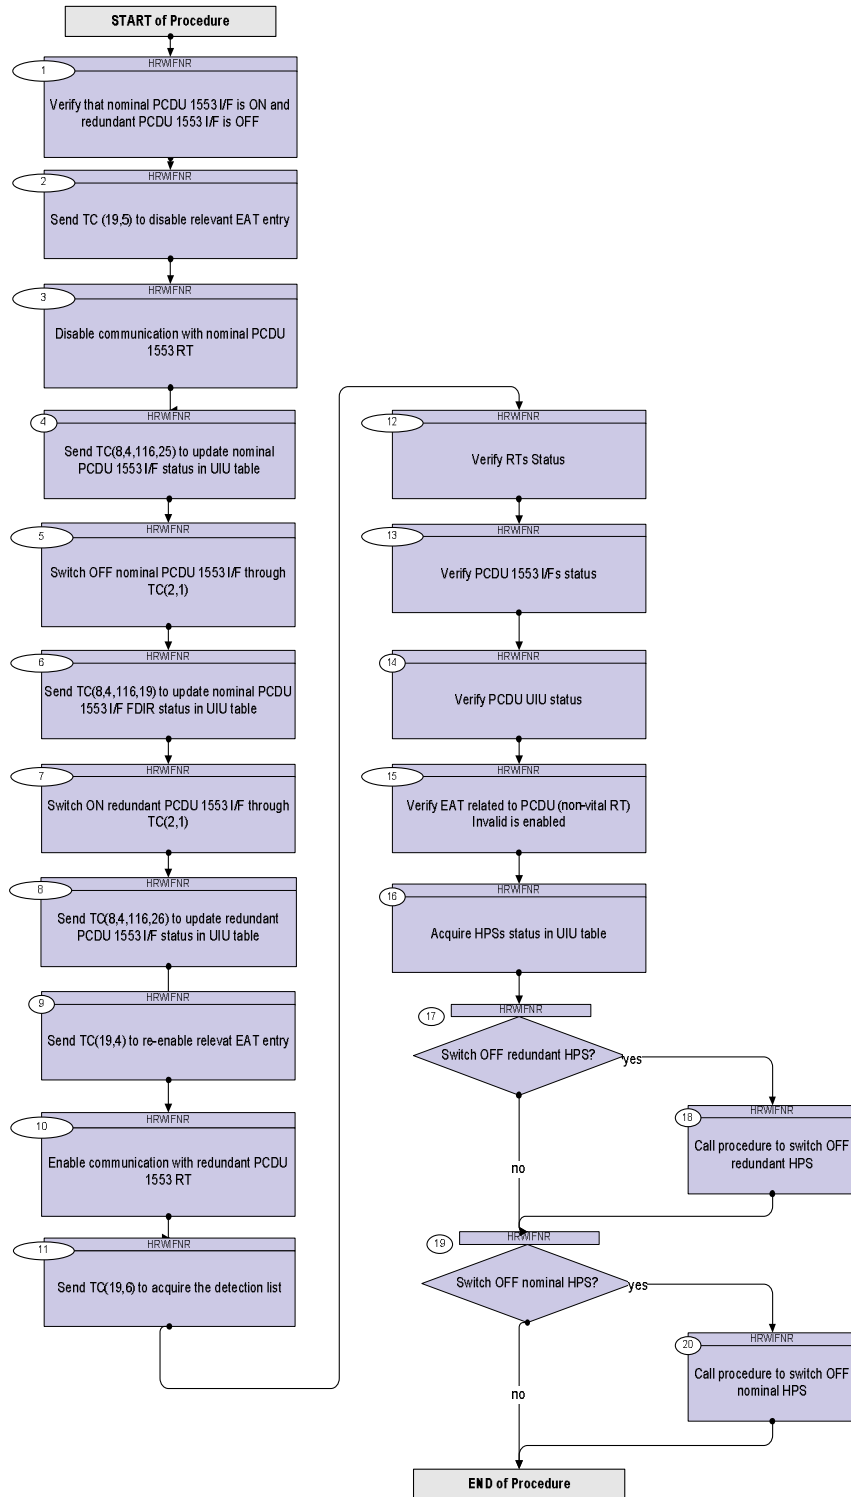 START of Procedure
HRWIFNR
1
Verify that nominal PCDU 1553 I/F is ON and
redundant PCDU 1553 I/F is OFF
HRWIFNR
2
Send TC (19,5) to disable relevant EAT entry
HRWIFNR
3
Disable communication with nominal PCDU
1553 RT
HRWIFNR
4
Send TC(8,4,116,25) to update nominal
PCDU 1553 I/F status in UIU table
HRWIFNR
5
Switch OFF nominal PCDU 1553 I/F through
TC(2,1)
HRWIFNR
6
Send TC(8,4,116,19) to update nominal PCDU
1553 I/F FDIR status in UIU table
HRWIFNR
7
Switch ON redundant PCDU 1553 I/F through
TC(2,1)
HRWIFNR
8
Send TC(8,4,116,26) to update redundant
PCDU 1553 I/F status in UIU table
HRWIFNR
9
Send TC(19,4) to re-enable relevat EAT entry
HRWIFNR
10
Enable communication with redundant PCDU
1553 RT
HRWIFNR
11
Send TC(19,6) to acquire the detection list
HRWIFNR
12
Verify RTs Status
HRWIFNR
13
Verify PCDU 1553 I/Fs status
HRWIFNR
14
Verify PCDU UIU status
HRWIFNR
15
Verify EAT related to PCDU (non-vital RT)
Invalid is enabled
HRWIFNR
16
Acquire HPSs status in UIU table
HRWIFNR
17
Switch OFF redundant HPS?
yes
HRWIFNR
18
Call procedure to switch OFF
redundant HPS
no
HRWIFNR
19
Switch OFF nominal HPS?
yes
HRWIFNR
20
Call procedure to switch OFF
nominal HPS
no
END of Procedure